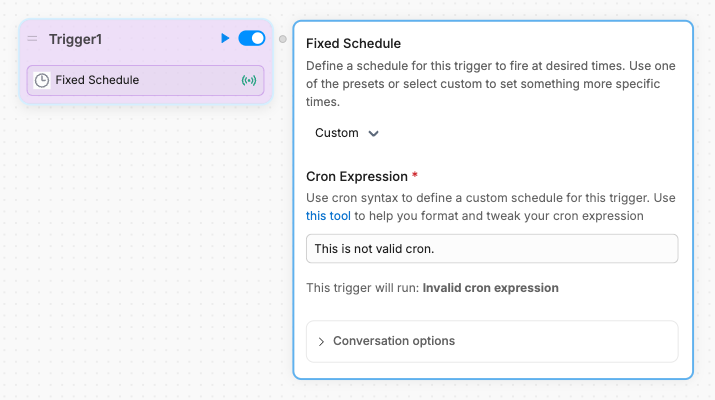 Trigger1
Fixed Schedule
Fixed Schedule
Define a schedule for this trigger to fire at desired times. Use one
of the presets or select custom to set something more specific
times.
Custom
Cron Expression *
Use cron syntax to define a custom schedule for this trigger. Use
this tool to help you format and tweak your cron expression
This is not valid cron.
This trigger will run: Invalid cron expression
Conversation options